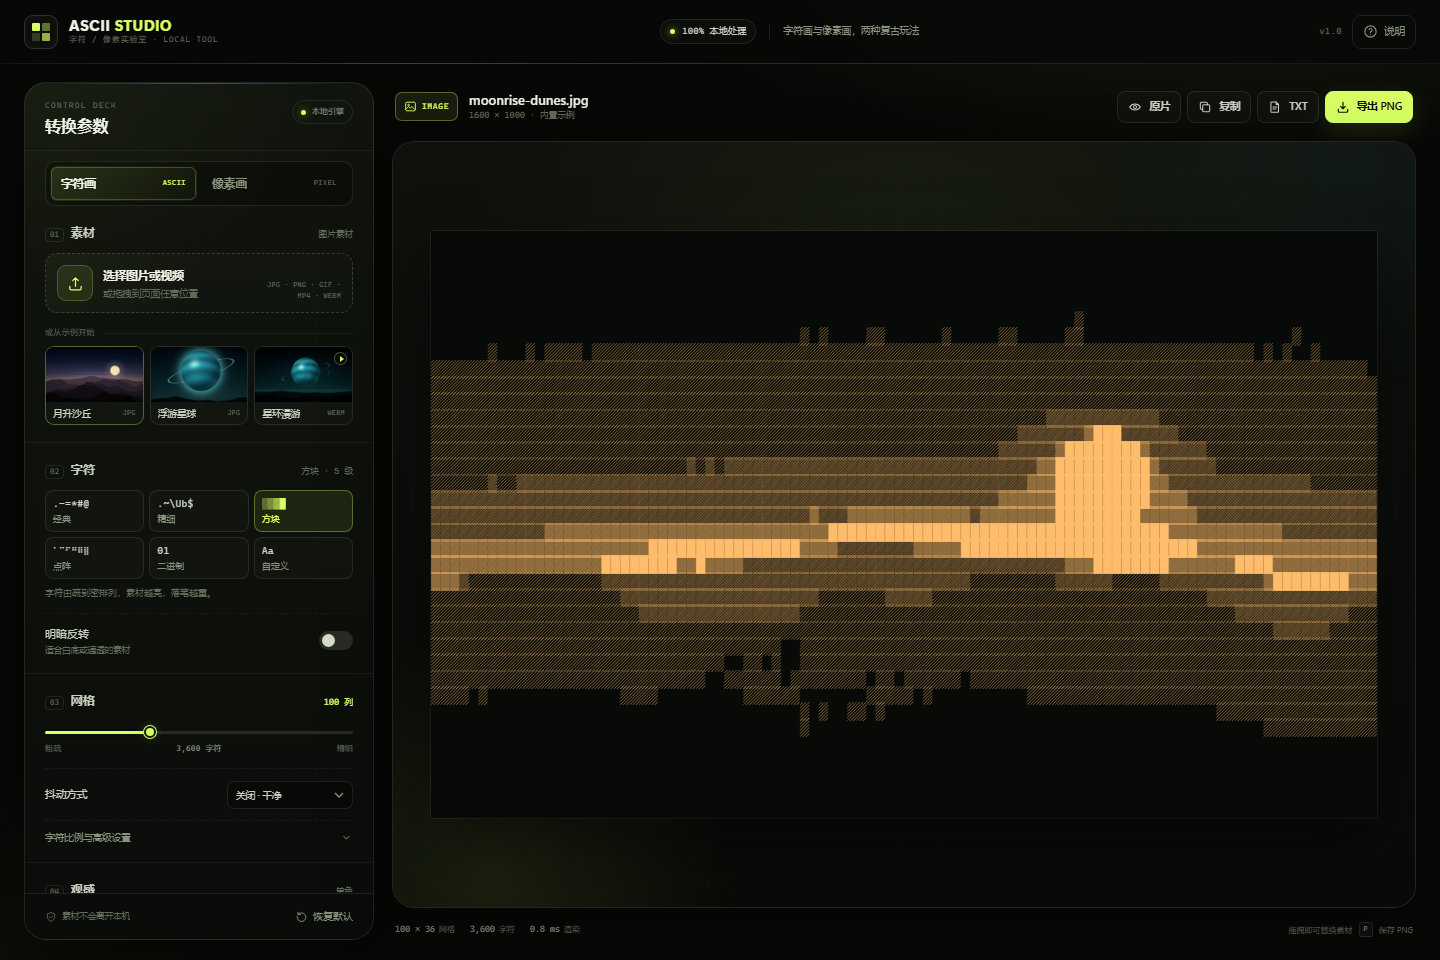 ASCII STUDIO
字符 / 像素实验室 · LOCAL TOOL
100% 本地处理
字符画与像素画，两种复古玩法
v1.0
说明
CONTROL DECK
转换参数
本地引擎
字符画 ASCII
像素画 PIXEL
01 素材
图片素材
选择图片或视频
或拖拽到页面任意位置
JPG · PNG · GIF ·
MP4 · WEBM
或从示例开始
月升沙丘 JPG
浮游星球 JPG
星环漫游 WEBM
02 字符
方块 · 5 级
.-=+*#@
经典
.~\Ub$
精细
方块
点阵
01
二进制
Aa
自定义
字符由疏到密排列，素材越亮，落笔越重。
明暗反转
适合白底或通透的素材
03 网格
100 列
粗疏
3,600 字符
精细
抖动方式
关闭 · 干净
字符比例与高级设置
04 观感
单色
素材不会离开本机
恢复默认
IMAGE
moonrise-dunes.jpg
1600 × 1000 · 内置示例
原片
复制
TXT
导出 PNG
100 × 36 网格
3,600 字符
0.8 ms 渲染
拖拽即可替换素材
P 保存 PNG